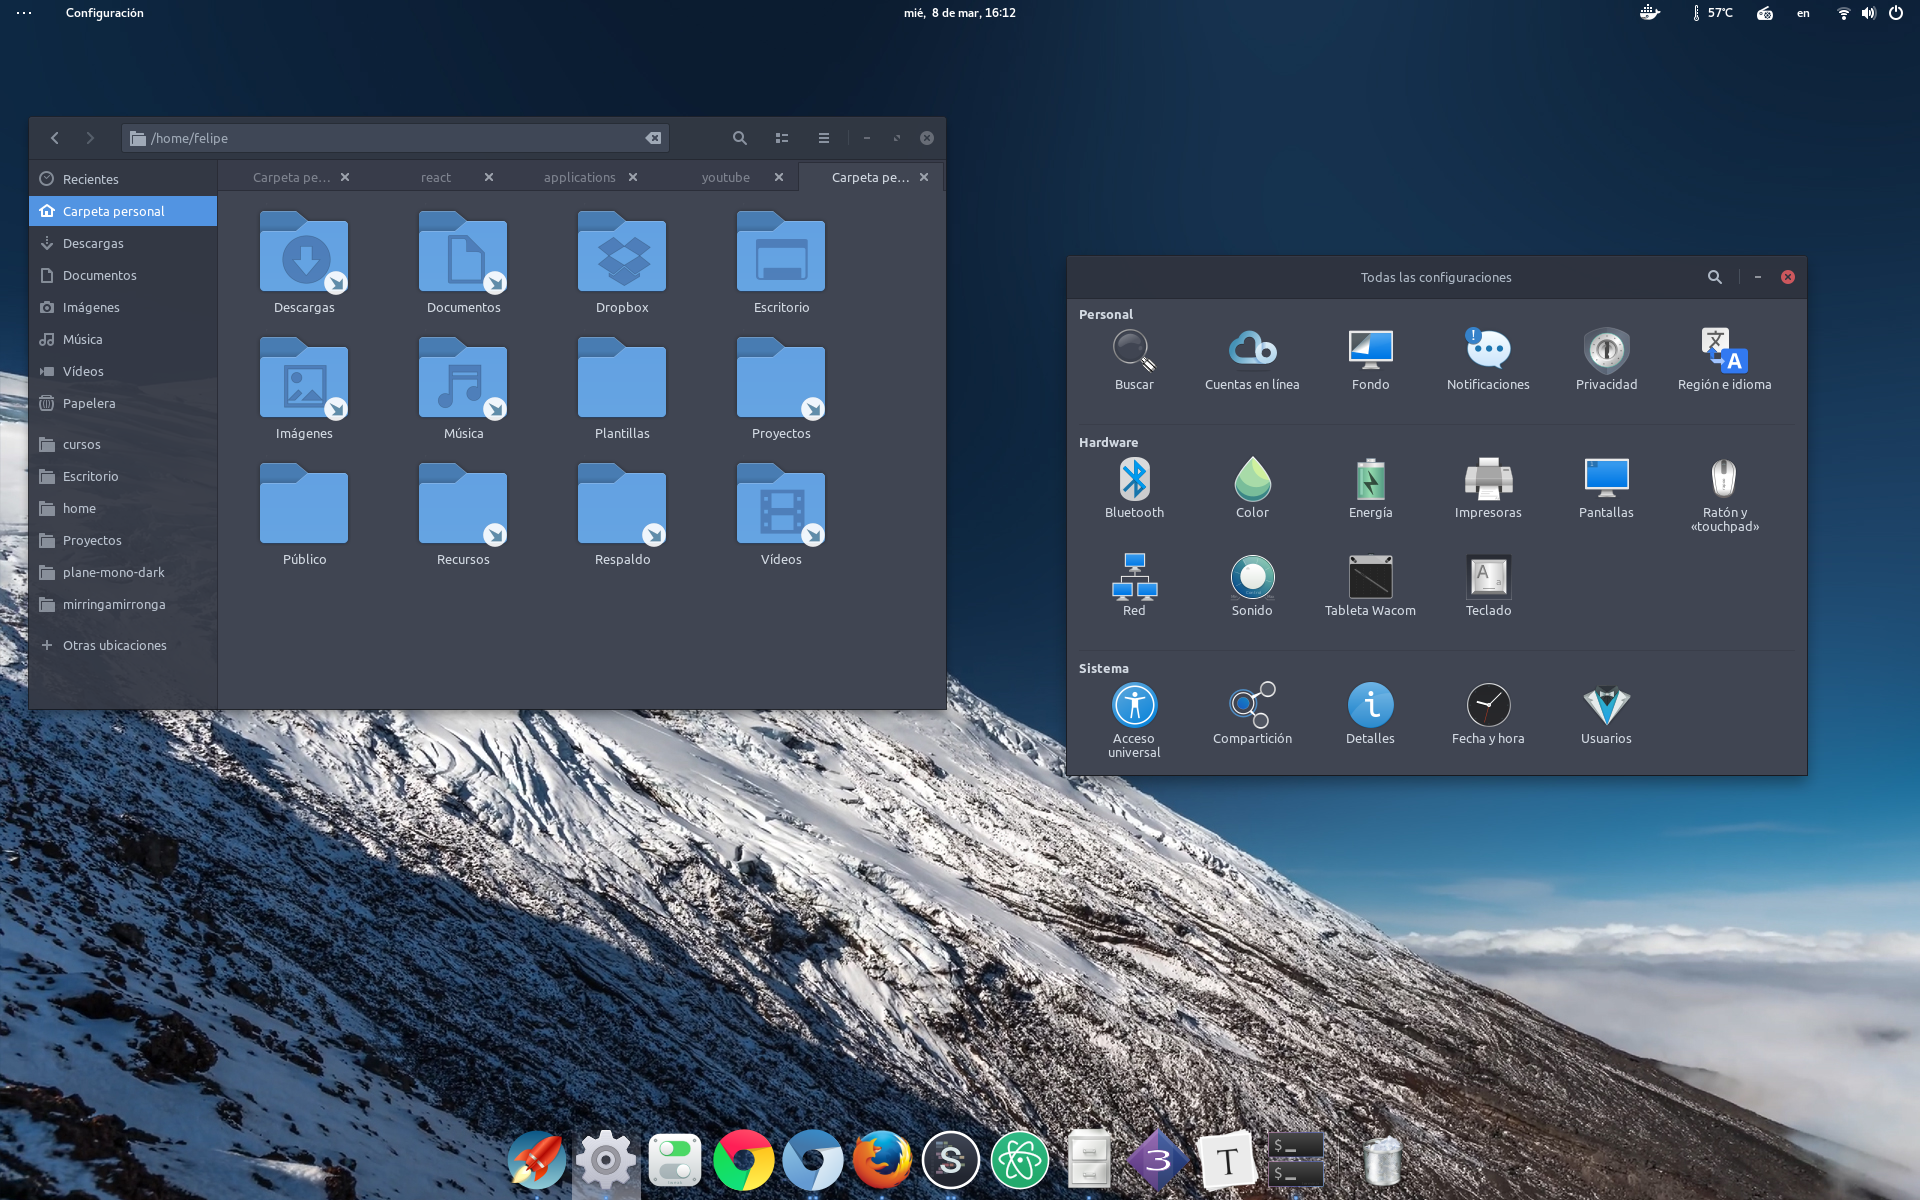 Configuración
mié, 8 de mar, 16:12
57℃
en
/home/felipe
Carpeta pe...
react
applications
youtube
Carpeta pe...
Recientes
Carpeta personal
Descargas
Documentos
Imágenes
Música
Vídeos
Papelera
cursos
Escritorio
home
Proyectos
plane-mono-dark
mirringamirronga
Otras ubicaciones
Descargas
Documentos
Dropbox
Escritorio
Imágenes
Música
Plantillas
Proyectos
Público
Recursos
Respaldo
Vídeos
Todas las configuraciones
Personal
Buscar
Cuentas en línea
Fondo
Notificaciones
Privacidad
Región e idioma
Hardware
Bluetooth
Color
Energía
Impresoras
Pantallas
Ratón y
«touchpad»
Red
Sonido
Tableta Wacom
Teclado
Sistema
Acceso
universal
Compartición
Detalles
Fecha y hora
Usuarios
S
3
T
$ _
$ _